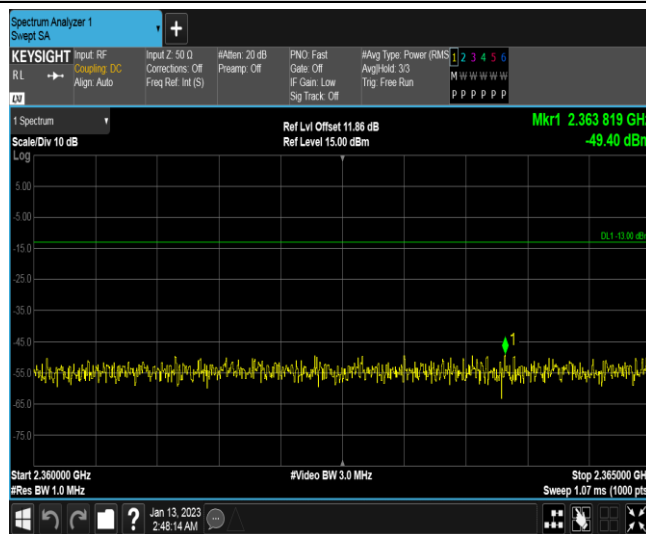 Spectrum Analyzer 1
Swept SA
+
KEYSIGHT Input: RF Input Z: 50 Ω #Atten: 20 dB PNO: Fast #Avg Type: Power (RMS 1 2 3 4 5 6
RL Coupling: DC Corrections: Off Preamp: Off Gate: Off Avg|Hold: 3/3 M W W W W W
Align: Auto Freq Ref: Int (S) IF Gain: Low Trig: Free Run
Sig Track: Off P P P P P P
LXI
1 Spectrum Ref Lvl Offset 11.86 dB Mkr1 2.363 819 GHz
Scale/Div 10 dB Ref Level 15.00 dBm -49.40 dBm
Log
5.00
-5.00
DL1 -13.00 dBm
-15.0
-25.0
-35.0
1
-45.0
-55.0
-65.0
-75.0
Start 2.360000 GHz #Video BW 3.0 MHz Stop 2.365000 GHz
#Res BW 1.0 MHz Sweep 1.07 ms (1000 pts
? Jan 13, 2023
2:48:14 AM